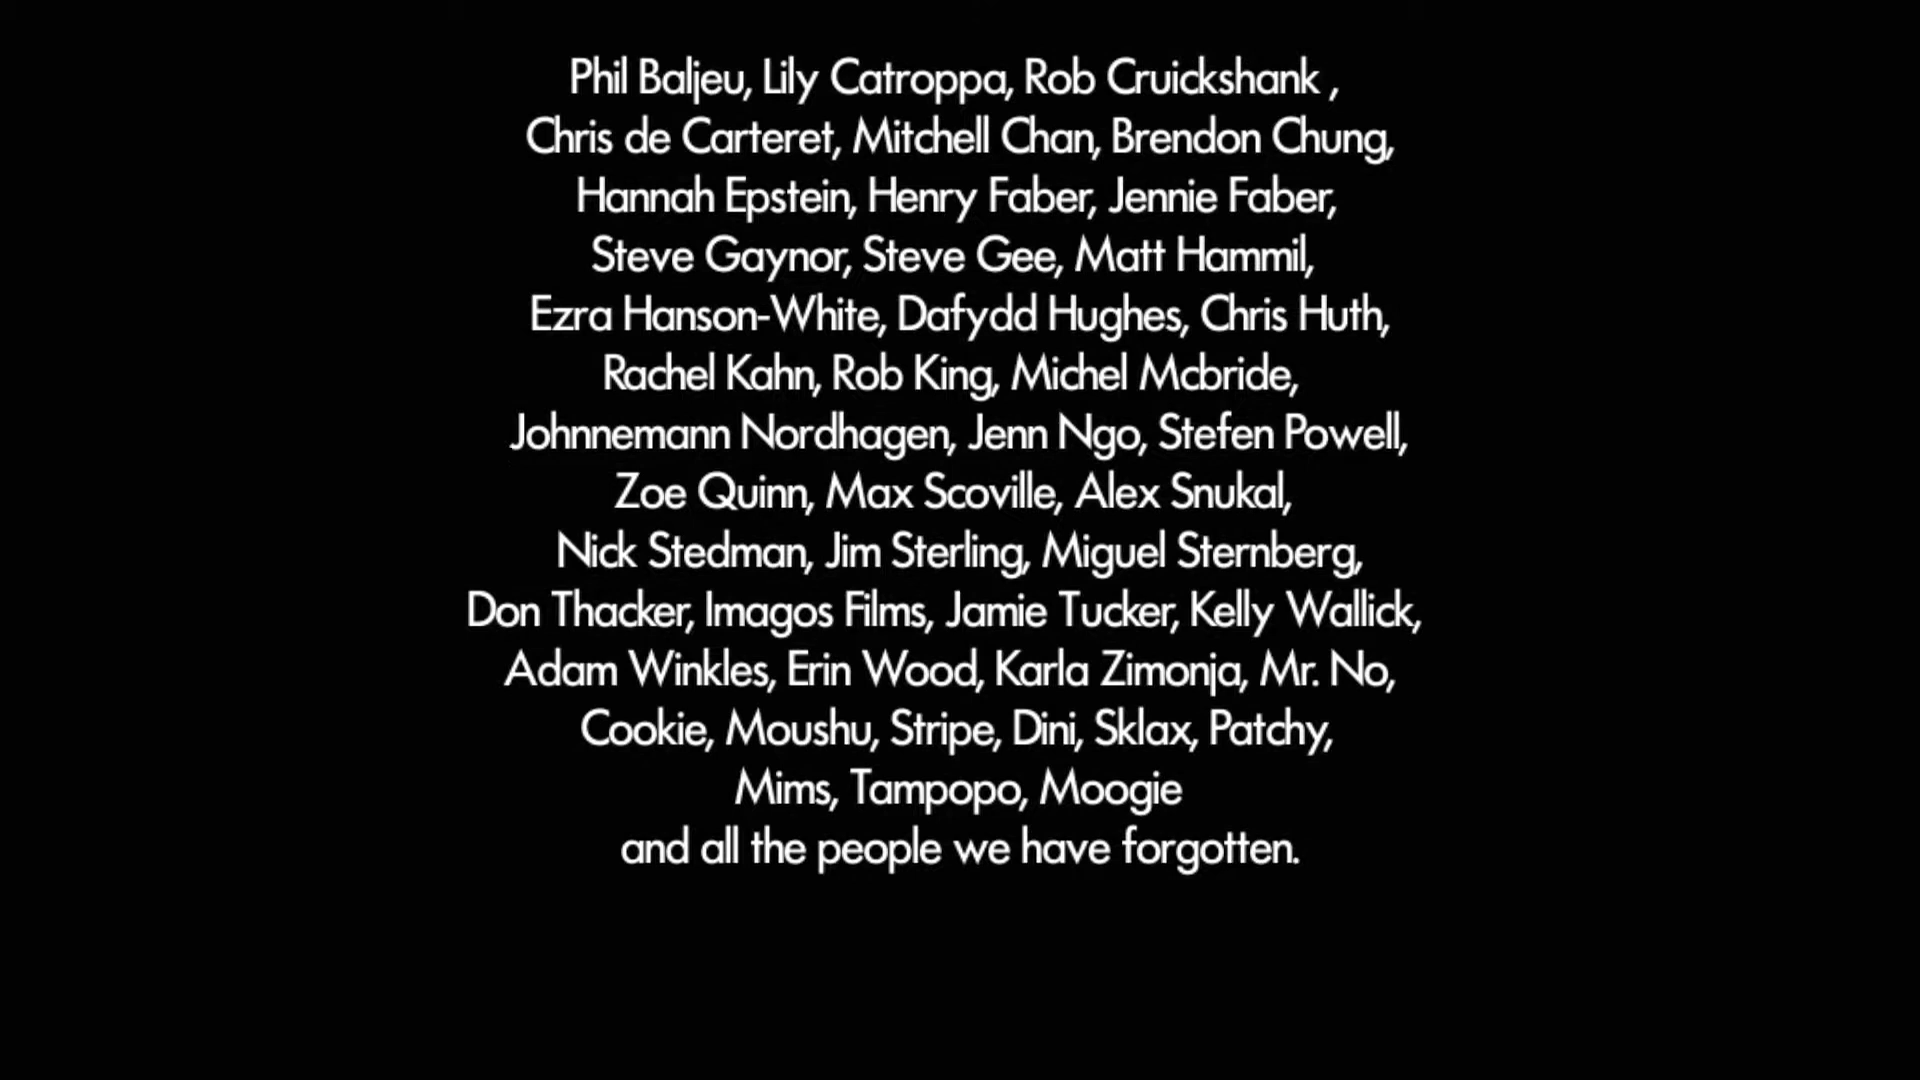 Phil Baljeu, Lily Catroppa, Rob Cruickshank ,
Chris de Carteret, Mitchell Chan, Brendon Chung,
Hannah Epstein, Henry Faber, Jennie Faber,
Steve Gaynor, Steve Gee, Matt Hammil,
Ezra Hanson-White, Dafydd Hughes, Chris Huth,
Rachel Kahn, Rob King, Michel Mcbride,
Johnnemann Nordhagen, Jenn Ngo, Stefen Powell,
Zoe Quinn, Max Scoville, Alex Snukal,
Nick Stedman, Jim Sterling, Miguel Sternberg,
Don Thacker, Imagos Films, Jamie Tucker, Kelly Wallick,
Adam Winkles, Erin Wood, Karla Zimonja, Mr. No,
Cookie, Moushu, Stripe, Dini, Sklax, Patchy,
Mims, Tampopo, Moogie
and all the people we have forgotten.